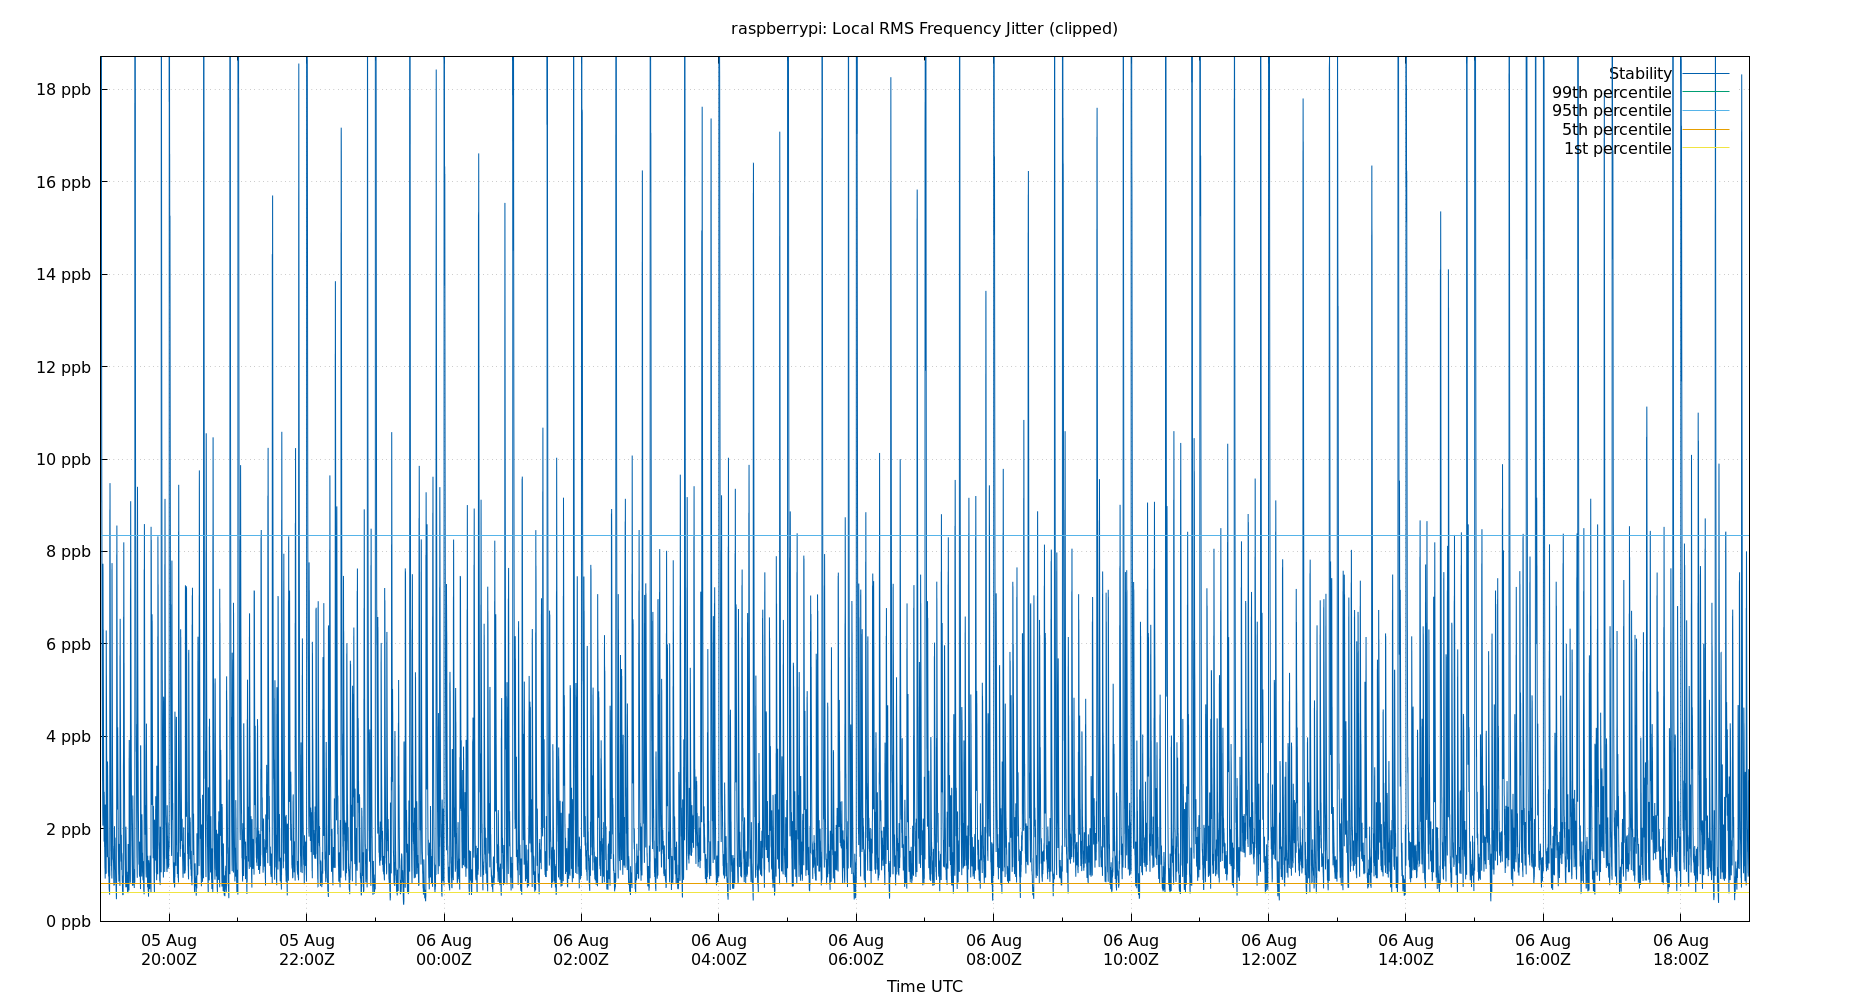 raspberrypi: Local RMS Frequency Jitter (clipped)
18 ppb
16 ppb
14 ppb
12 ppb
10 ppb
8 ppb
6 ppb
4 ppb
2 ppb
0 ppb
Stability
99th percentile
95th percentile
5th percentile
1st percentile
05 Aug
20:00Z
05 Aug
22:00Z
06 Aug
00:00Z
06 Aug
02:00Z
06 Aug
04:00Z
06 Aug
06:00Z
06 Aug
08:00Z
06 Aug
10:00Z
06 Aug
12:00Z
06 Aug
14:00Z
06 Aug
16:00Z
06 Aug
18:00Z
Time UTC